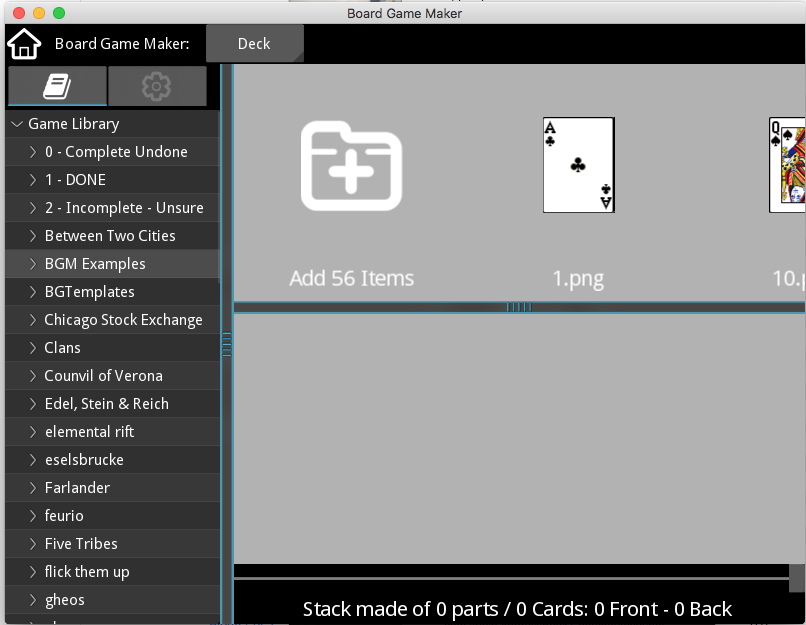 Board Game Maker
Board Game Maker: Deck
Game Library
0 - Complete Undone
1 - DONE
2 - Incomplete - Unsure
Between Two Cities
BGM Examples
BGTemplates
Chicago Stock Exchange
Clans
Counvil of Verona
Edel, Stein & Reich
elemental rift
eselsbrucke
Farlander
feurio
Five Tribes
flick them up
gheos
A
A
Q
Add 56 Items
1.png
10.p
Stack made of 0 parts / 0 Cards: 0 Front - 0 Back